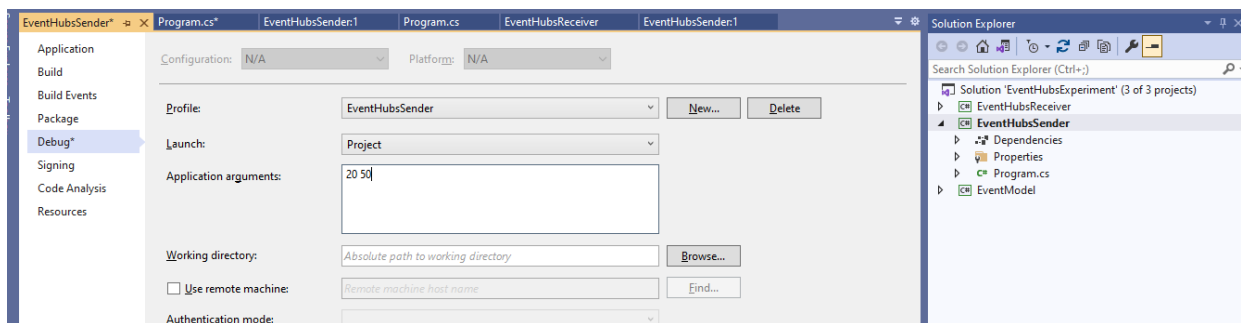 EventHubsSender* Program.cs* EventHubsSender:1 Program.cs EventHubsReceiver EventHubsSender:1
Application
Build
Build Events
Package
Debug*
Signing
Code Analysis
Resources
Configuration: N/A Platform: N/A
Profile: EventHubsSender New... Delete
Launch: Project
Application arguments: 20 50
Working directory: Absolute path to working directory Browse...
Use remote machine: Remote machine host name Find...
Authentication mode:
Solution Explorer
Search Solution Explorer (Ctrl+;)
Solution 'EventHubsExperiment' (3 of 3 projects)
C# EventHubsReceiver
C# EventHubsSender
Dependencies
Properties
C# Program.cs
C# EventModel